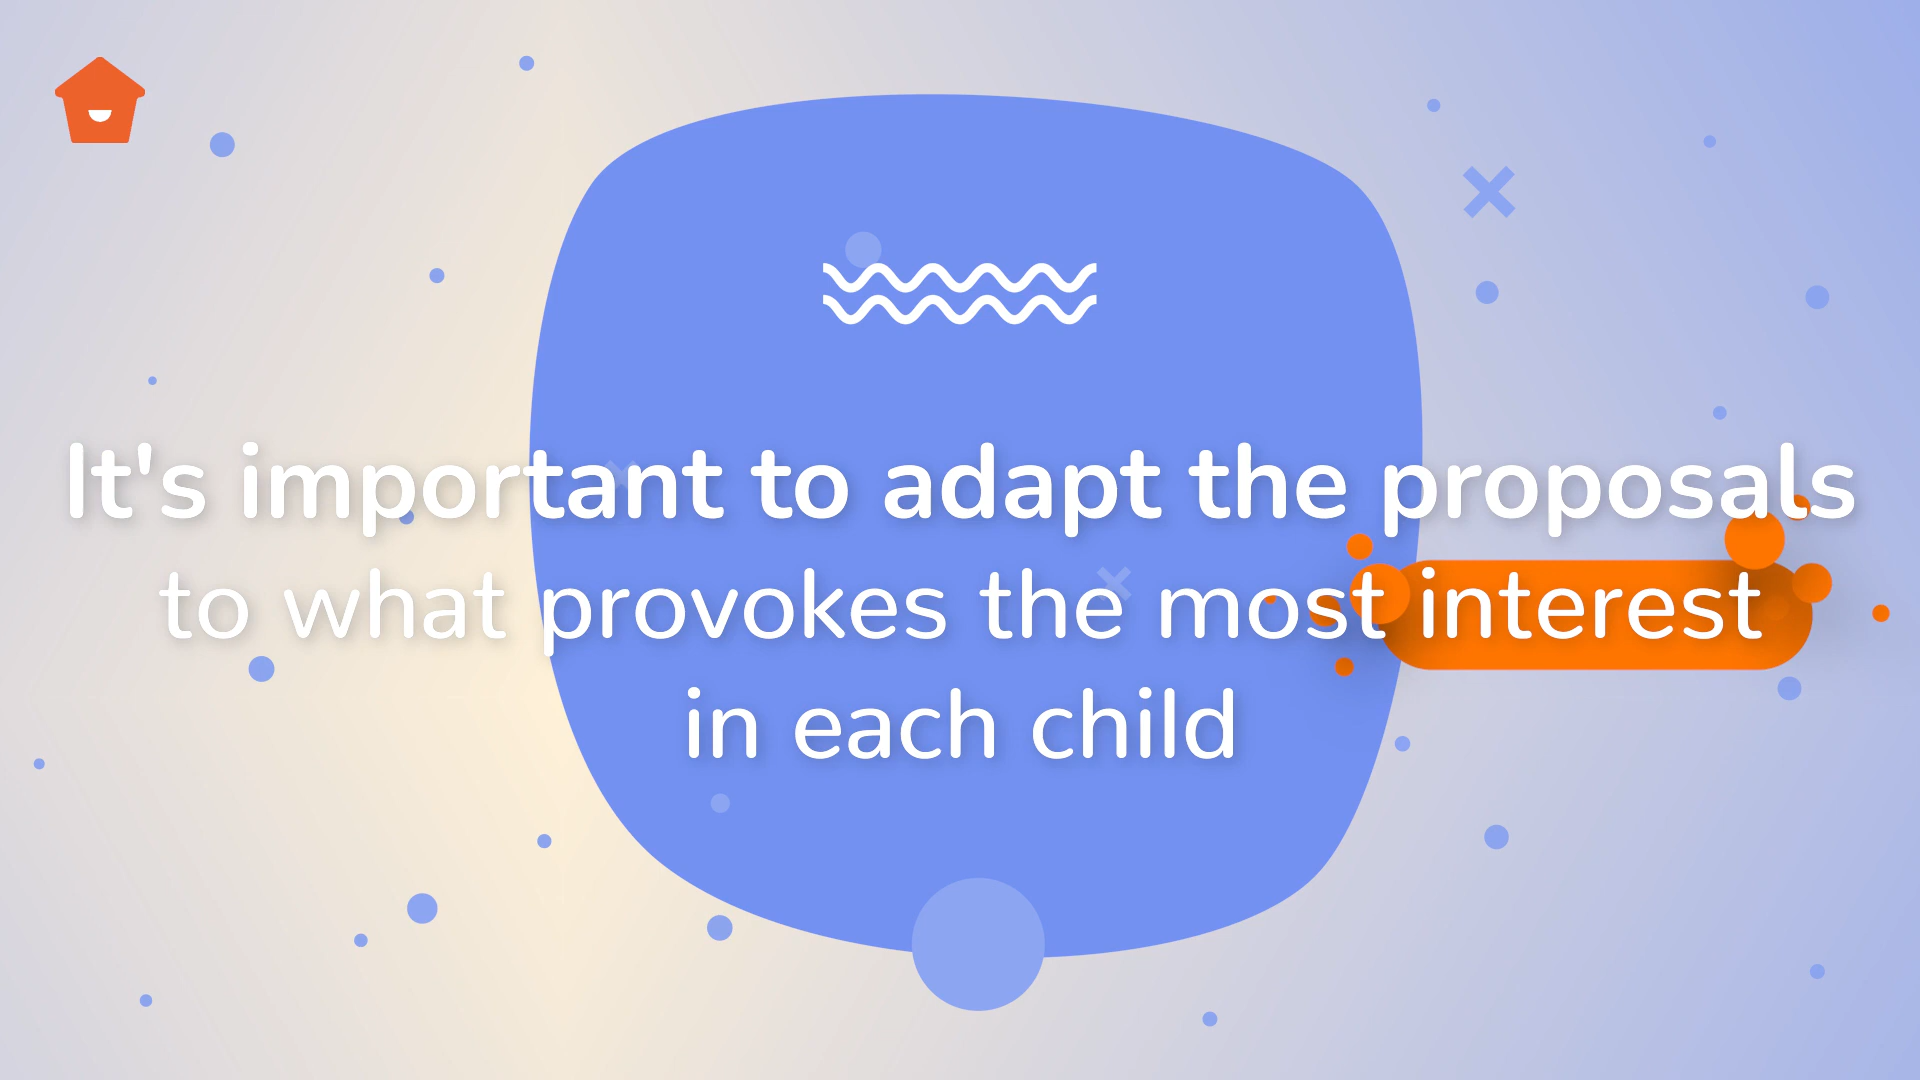 It's important to adapt the proposals
to what provokes the most interest
in each child